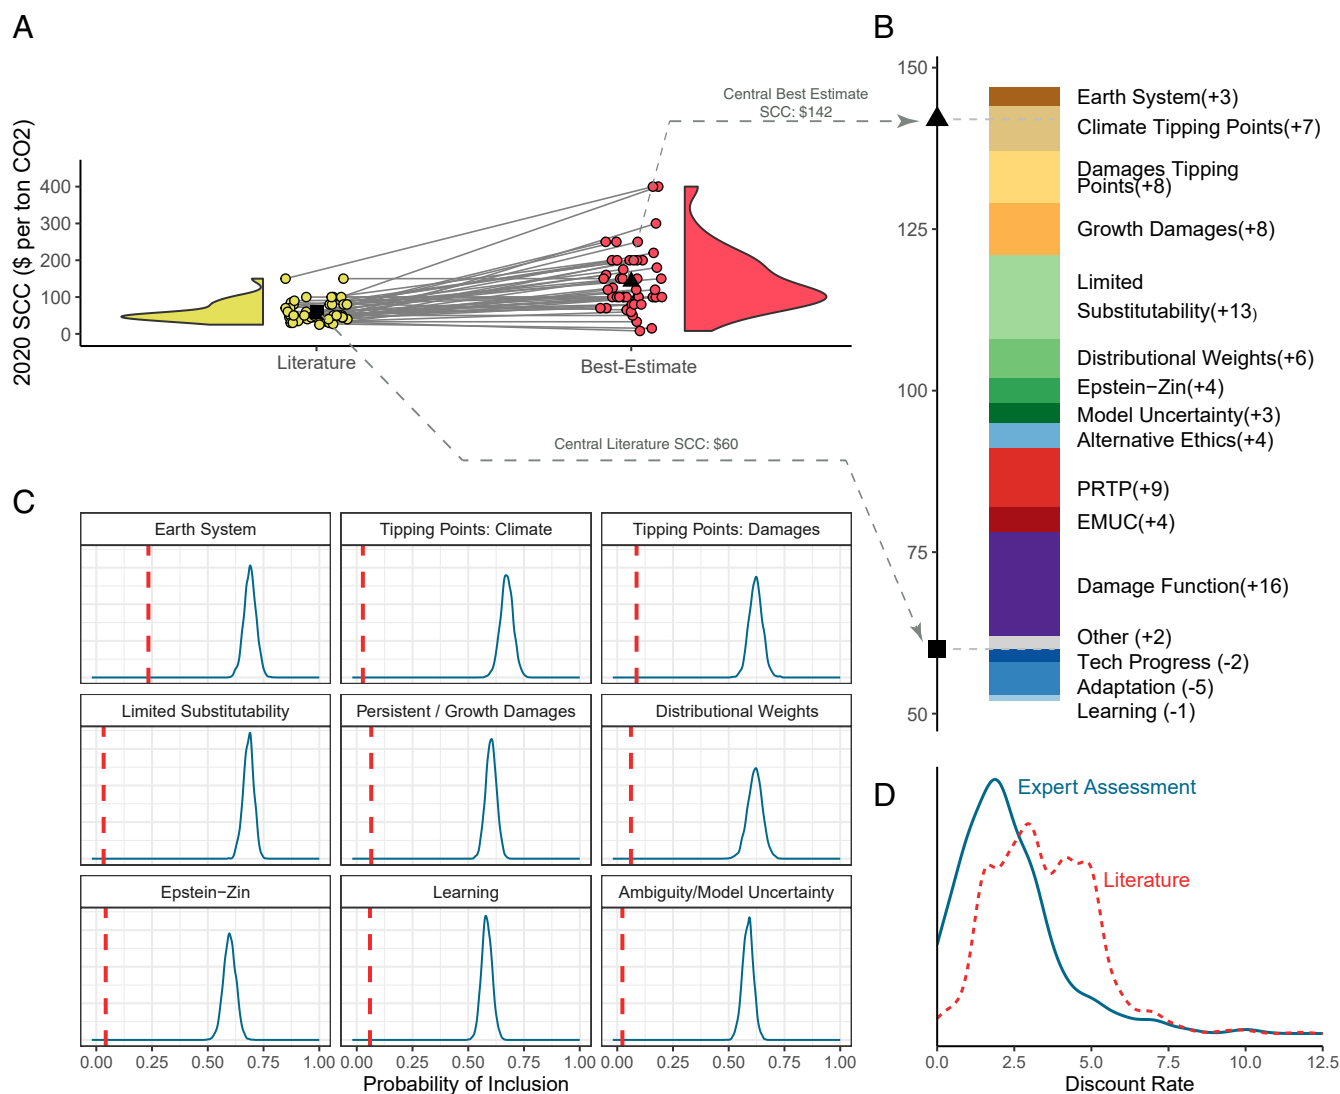 A
2020 SCC ($ per ton CO2)
400
300
200
100
0
Literature
Best-Estimate
Central Best Estimate
SCC: $142
Central Literature SCC: $60
B
150
125
100
75
50
Earth System(+3)
Climate Tipping Points(+7)
Damages Tipping
Points(+8)
Growth Damages(+8)
Limited
Substitutability(+13)
Distributional Weights(+6)
Epstein−Zin(+4)
Model Uncertainty(+3)
Alternative Ethics(+4)
PRTP(+9)
EMUC(+4)
Damage Function(+16)
Other (+2)
Tech Progress (-2)
Adaptation (-5)
Learning (-1)
C
Earth System
Tipping Points: Climate
Tipping Points: Damages
Limited Substitutability
Persistent / Growth Damages
Distributional Weights
Epstein−Zin
Learning
Ambiguity/Model Uncertainty
0.00 0.25 0.50 0.75 1.00
0.00 0.25 0.50 0.75 1.00
0.00 0.25 0.50 0.75 1.00
Probability of Inclusion
D
Expert Assessment
Literature
0.0 2.5 5.0 7.5 10.0 12.5
Discount Rate